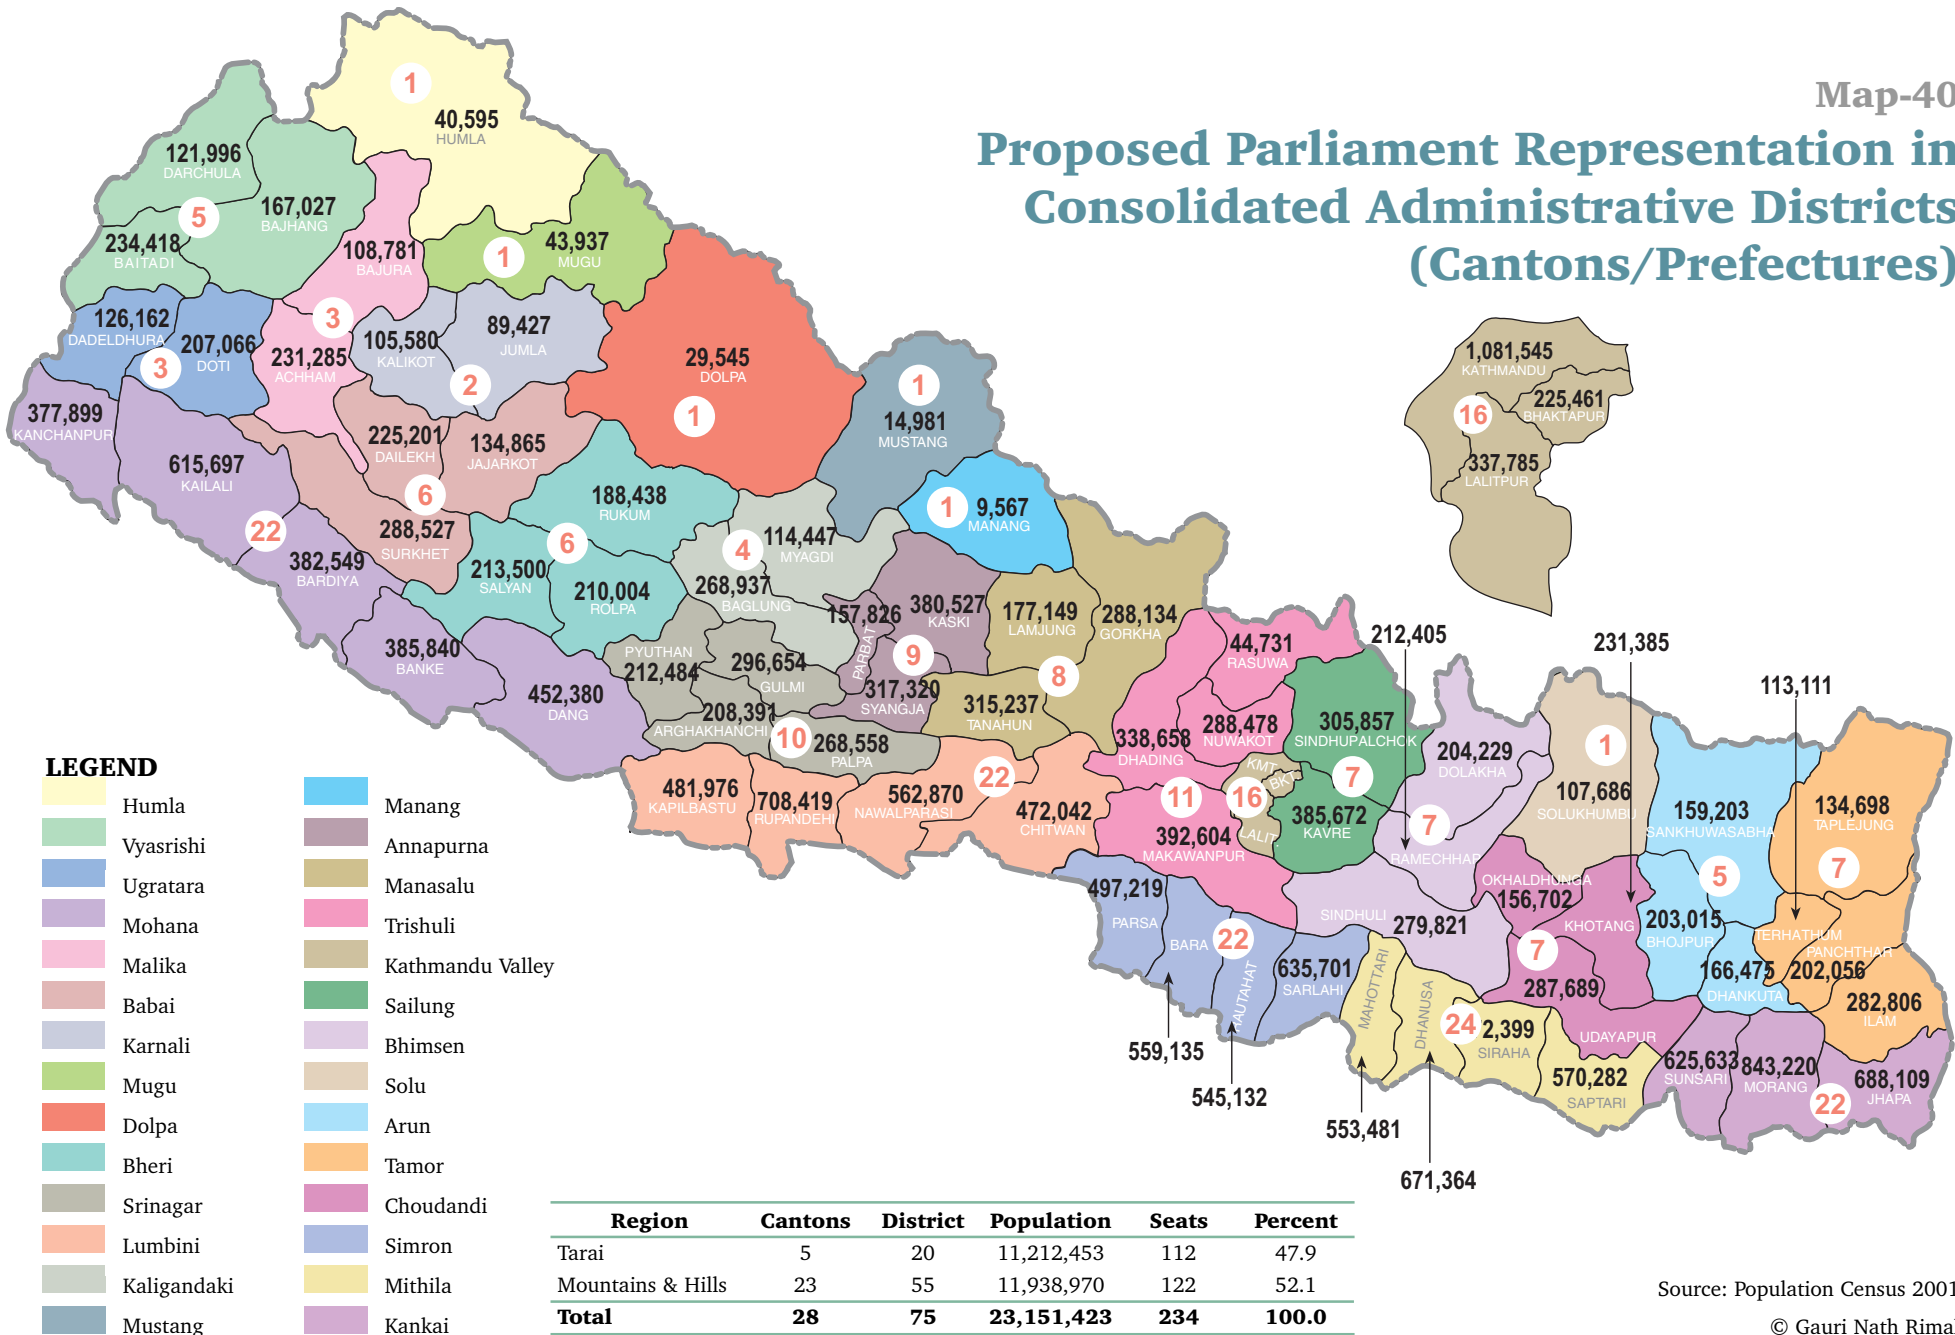 Map-40
Proposed Parliament Representation in
Consolidated Administrative Districts
(Cantons/Prefectures)
1
40,595
HUMLA
121,996
DARCHULA
167,027
BAJHANG
5
234,418
BAITADI
108,781
BAJURA
1
43,937
MUGU
126,162
DADELDHURA
3
207,066
DOTI
3
231,285
ACHHAM
105,580
KALIKOT
89,427
JUMLA
2
29,545
DOLPA
1
1
14,981
MUSTANG
1,081,545
KATHMANDU
16
225,461
BHAKTAPUR
337,785
LALITPUR
377,899
KANCHANPUR
615,697
KAILALI
22
225,201
DAILEKH
134,865
JAJARKOT
6
288,527
SURKHET
382,549
BARDIYA
188,438
RUKUM
6
213,500
SALYAN
210,004
ROLPA
4
114,447
MYAGDI
268,937
BAGLUNG
1
9,567
MANANG
157,826
PARBAT
380,527
KASKI
9
317,320
SYANGJA
177,149
LAMJUNG
288,134
GORKHA
8
315,237
TANAHUN
385,840
BANKE
452,380
DANG
PYUTHAN
212,484
296,654
GULMI
208,391
ARGHAKHANCHI
10
268,558
PALPA
44,731
RASUWA
288,478
NUWAKOT
338,658
DHADING
11
392,604
MAKAWANPUR
KMT.
BKT.
16
LALIT.
305,857
SINDHUPALCHOK
7
385,672
KAVRE
212,405
204,229
DOLAKHA
7
RAMECHHAP
SINDHULI
279,821
231,385
1
107,686
SOLUKHUMBU
113,111
159,203
SANKHUWASABHA
5
203,015
BHOJPUR
166,475
DHANKUTA
134,698
TAPLEJUNG
7
TERHATHUM
PANCHTHAR
202,056
282,806
ILAM
OKHALDHUNGA
156,702
KHOTANG
7
287,689
UDAYAPUR
481,976
KAPILBASTU
708,419
RUPANDEHI
562,870
NAWALPARASI
22
472,042
CHITWAN
497,219
PARSA
BARA
22
RAUTAHAT
635,701
SARLAHI
559,135
545,132
MAHOTTARI
DHANUSA
24
2,399
SIRAHA
570,282
SAPTARI
553,481
671,364
625,633
SUNSARI
843,220
MORANG
22
688,109
JHAPA
LEGEND
Humla
Vyasrishi
Ugratara
Mohana
Malika
Babai
Karnali
Mugu
Dolpa
Bheri
Srinagar
Lumbini
Kaligandaki
Mustang
Manang
Annapurna
Manasalu
Trishuli
Kathmandu Valley
Sailung
Bhimsen
Solu
Arun
Tamor
Choudandi
Simron
Mithila
Kankai
Region Cantons District Population Seats Percent
Tarai 5 20 11,212,453 112 47.9
Mountains & Hills 23 55 11,938,970 122 52.1
Total 28 75 23,151,423 234 100.0
Source: Population Census 2001
© Gauri Nath Rima